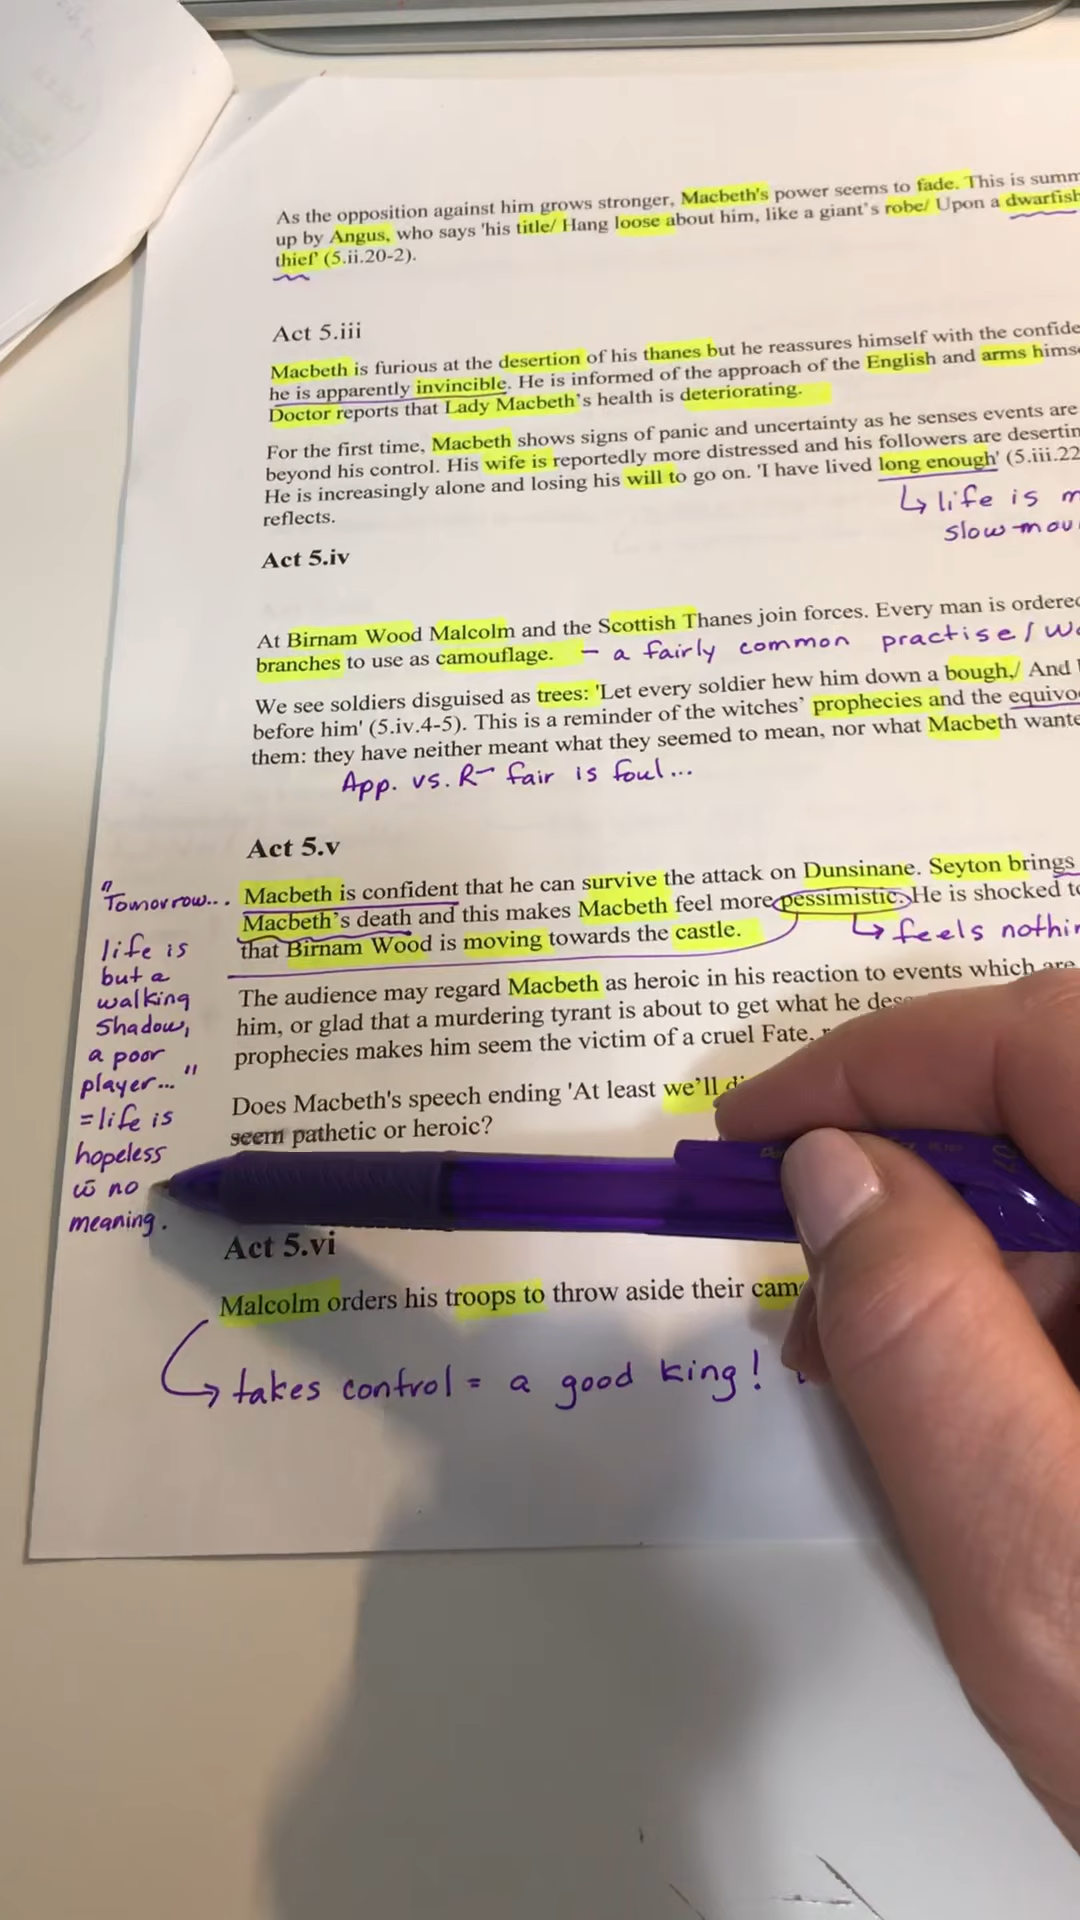 As the opposition against him grows stronger, Macbeth's power seems to fade. This is summ
up by Angus, who says 'his title/ Hang loose about him, like a giant's robe/ Upon a dwarfish
thief' (5.ii.20-2).
Act 5.iii
Macbeth is furious at the desertion of his thanes but he reassures himself with the confide
he is apparently invincible. He is informed of the approach of the English and arms himse
Doctor reports that Lady Macbeth's health is deteriorating.
For the first time, Macbeth shows signs of panic and uncertainty as he senses events are
beyond his control. His wife is reportedly more distressed and his followers are desertin
He is increasingly alone and losing his will to go on. 'I have lived long enough' (5.iii.22
reflects.
↳ life is m
slow-mov
Act 5.iv
At Birnam Wood Malcolm and the Scottish Thanes join forces. Every man is ordered
branches to use as camouflage. – a fairly common practise/
We see soldiers disguised as trees: 'Let every soldier hew him down a bough,/ And
before him' (5.iv.4-5). This is a reminder of the witches' prophecies and the equivo
them: they have neither meant what they seemed to mean, nor what Macbeth wante
App. vs. R – fair is foul...
Act 5.v
Macbeth is confident that he can survive the attack on Dunsinane. Seyton brings
Macbeth's death and this makes Macbeth feel more pessimistic. He is shocked to
that Birnam Wood is moving towards the castle.
↳ feels nothin
"Tomorrow...
life is
but a
walking
shadow,
a poor
player..."
= life is
hopeless
w̄ no
meaning.
The audience may regard Macbeth as heroic in his reaction to events which are
him, or glad that a murdering tyrant is about to get what he des
prophecies makes him seem the victim of a cruel Fate,
Does Macbeth's speech ending 'At least we'll di
seem pathetic or heroic?
Act 5.vi
Malcolm orders his troops to throw aside their cam
↳ takes control = a good king!